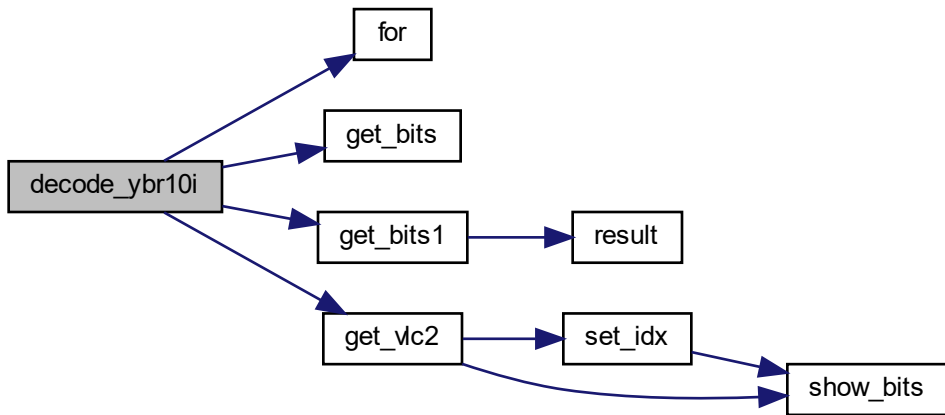 for
get_bits
decode_ybr10i
get_bits1
result
get_vlc2
set_idx
show_bits